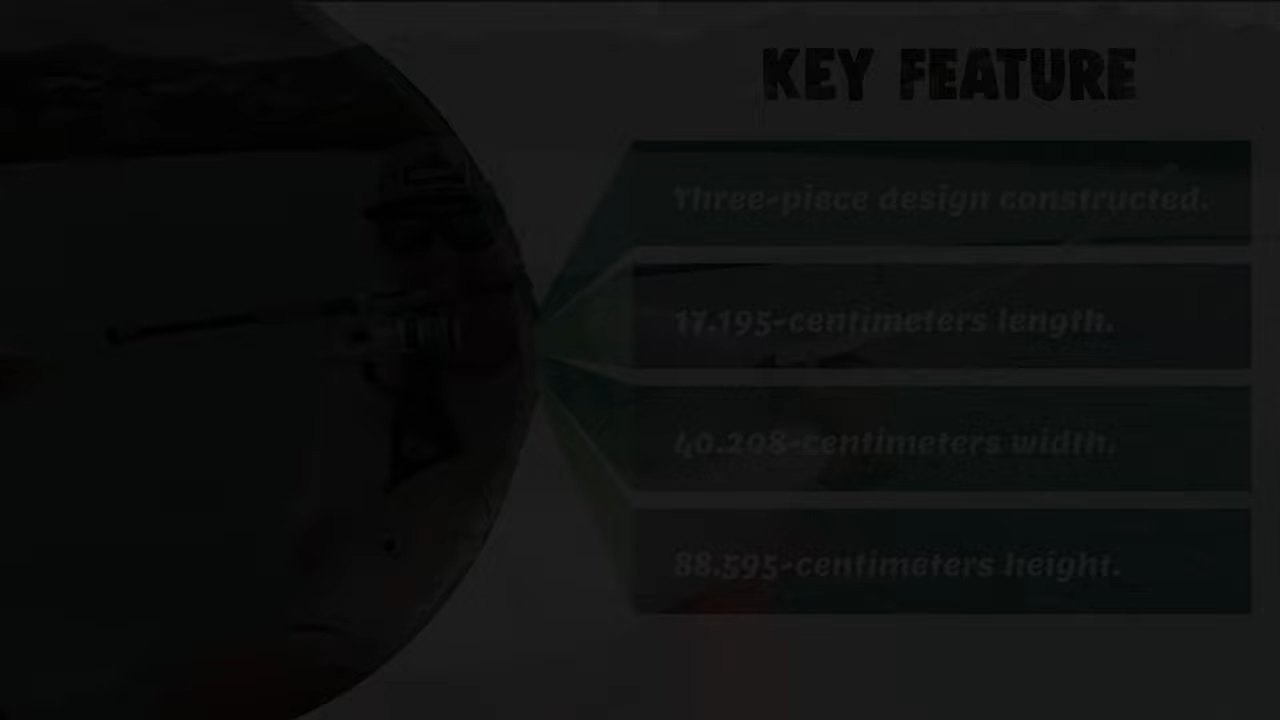 KEY FEATURE
Three-piece design constructed.
17.195-centimeters length.
40.208-centimeters width.
88.595-centimeters height.